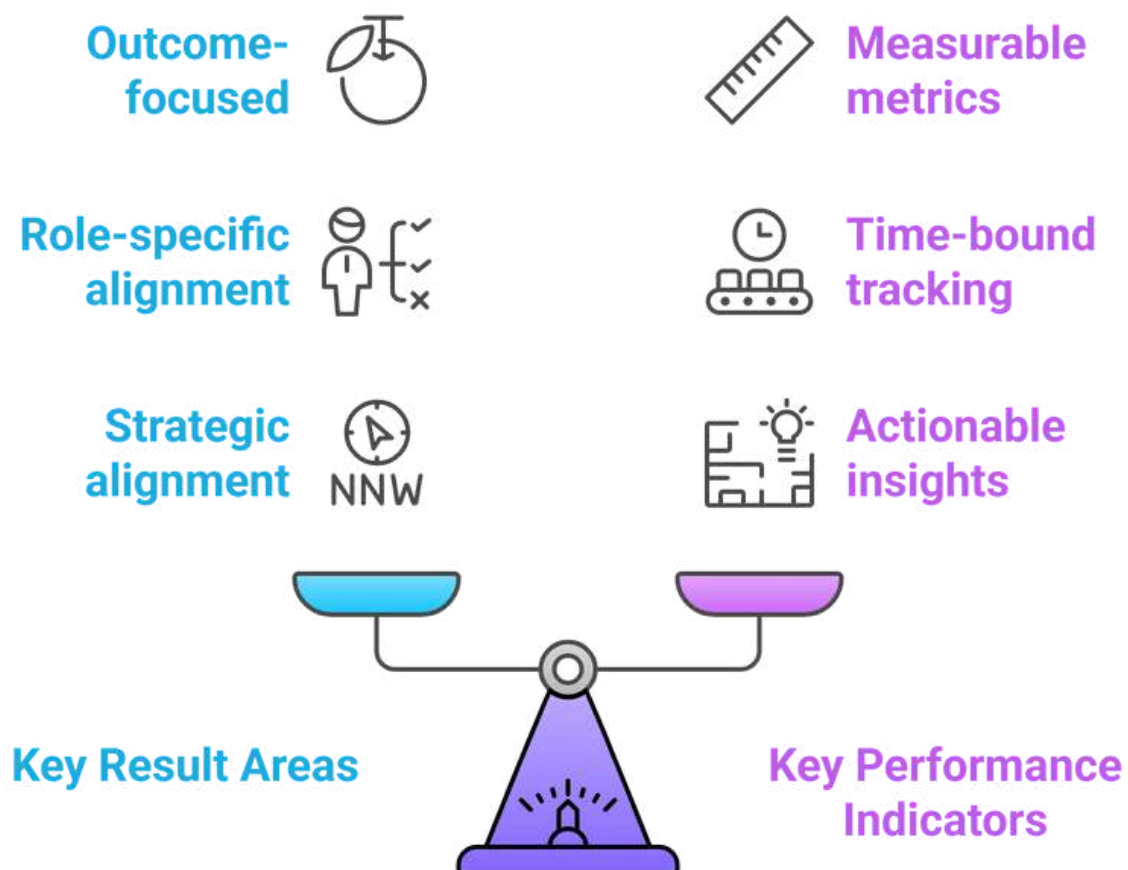 Outcome-
focused
Measurable
metrics
Role-specific
alignment
Time-bound
tracking
Strategic
alignment
NNW
Actionable
insights
Key Result Areas
Key Performance
Indicators